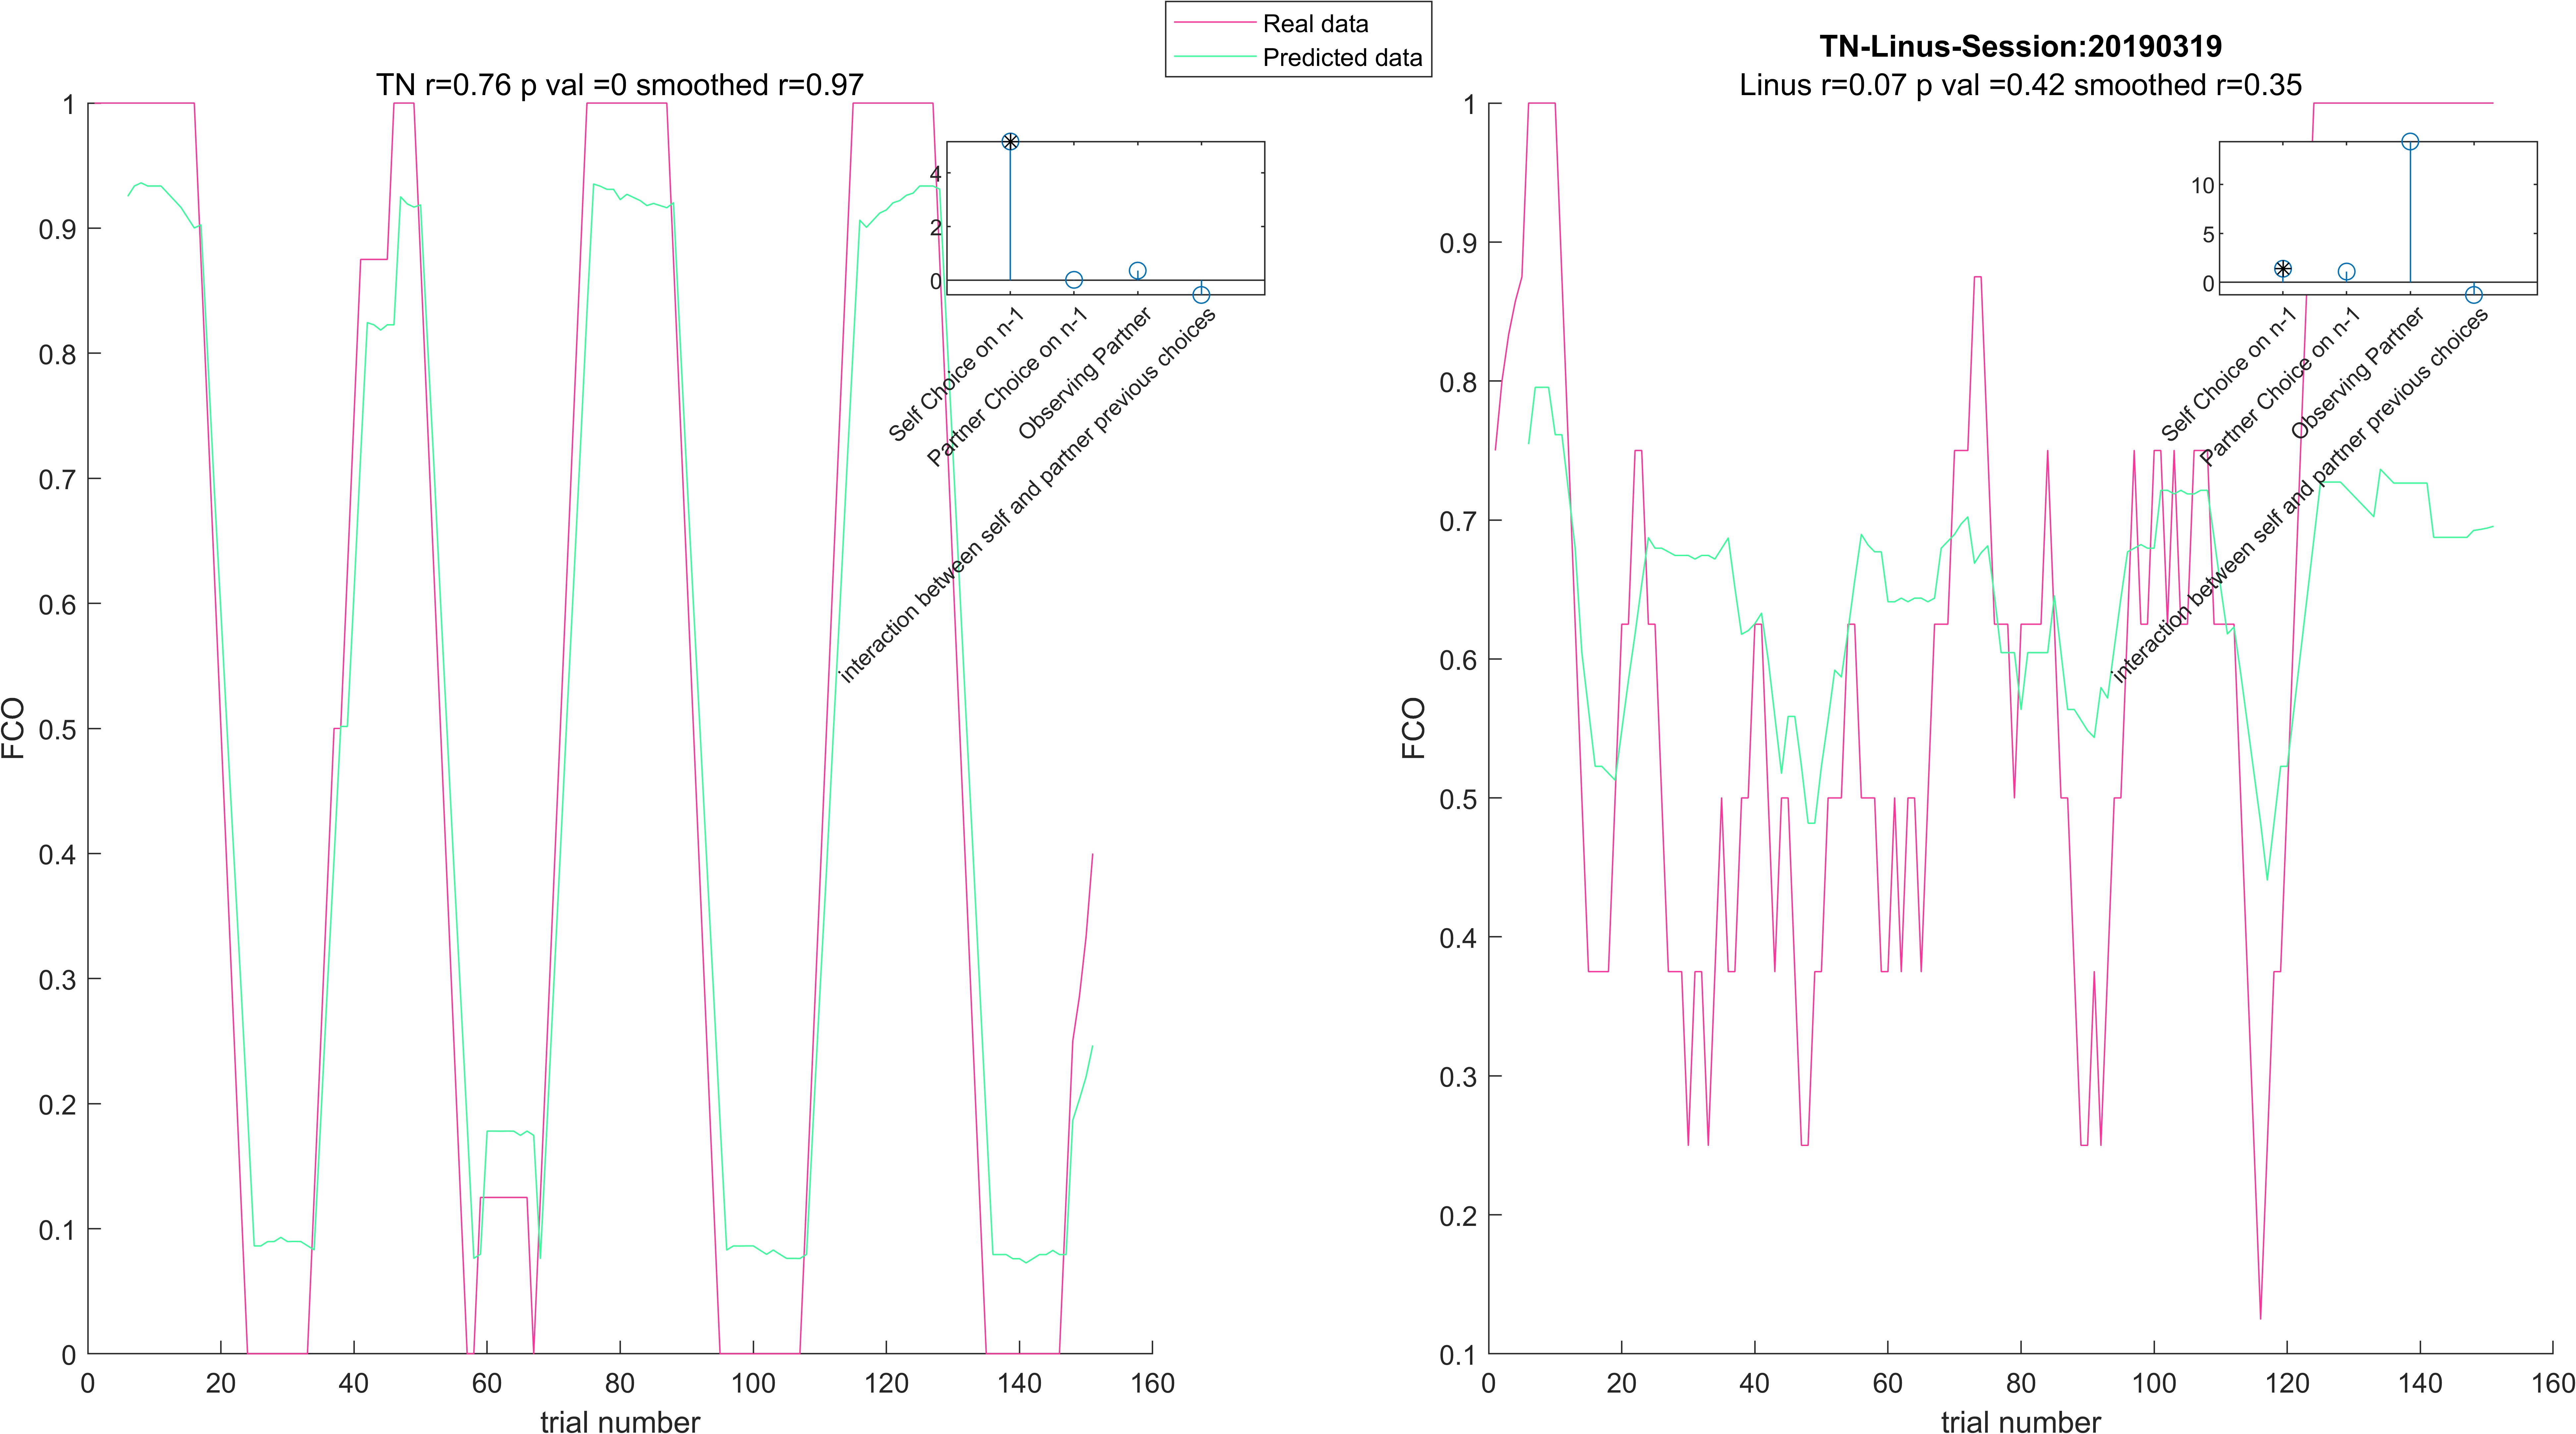 Real data
Predicted data
TN r=0.76 p val =0 smoothed r=0.97
1
0.9
0.8
0.7
0.6
0.5
0.4
0.3
0.2
0.1
0
FCO
0
20
40
60
80
100
120
140
160
trial number
4
2
0
Self Choice on n-1
Partner Choice on n-1
Observing Partner
interaction between self and partner previous choices
TN-Linus-Session:20190319
Linus r=0.07 p val =0.42 smoothed r=0.35
1
0.9
0.8
0.7
0.6
0.5
0.4
0.3
0.2
0.1
FCO
0
20
40
60
80
100
120
140
160
trial number
10
5
0
Self Choice on n-1
Partner Choice on n-1
Observing Partner
interaction between self and partner previous choices